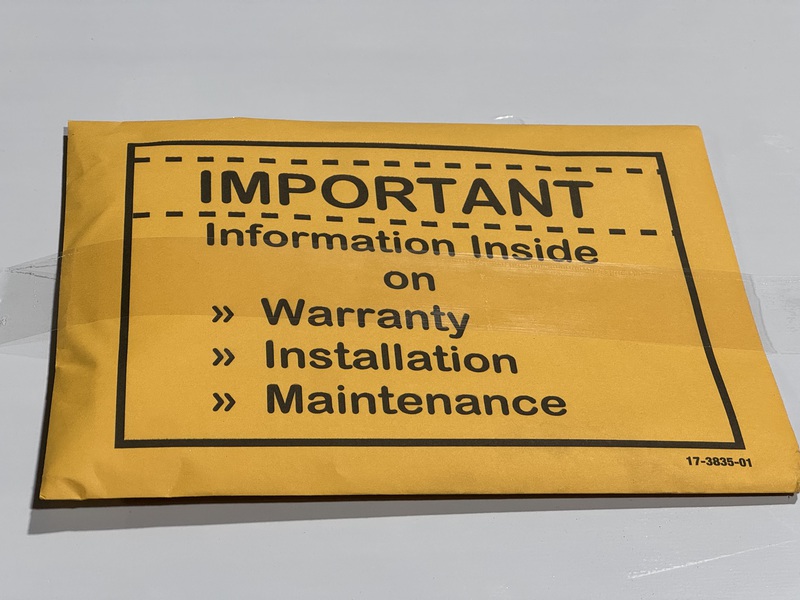 IMPORTANT
Information Inside
on
» Warranty
» Installation
» Maintenance
17-3835-01